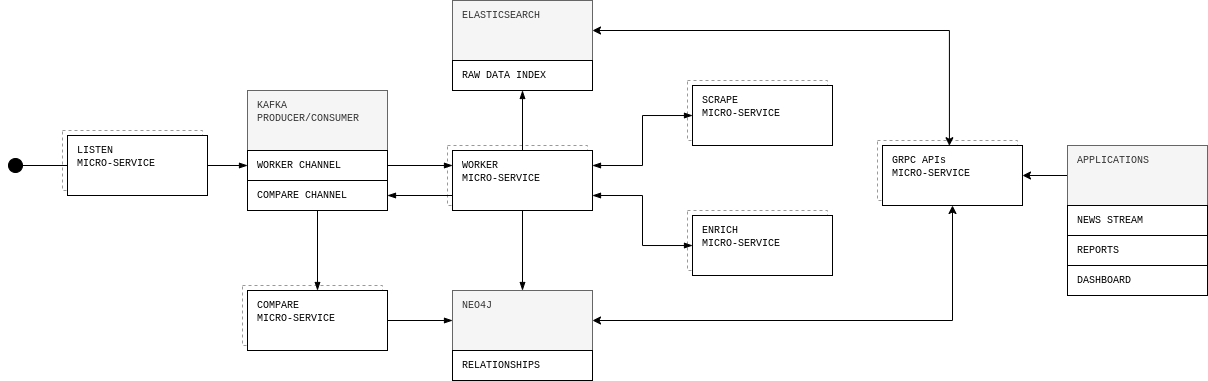 ELASTICSEARCH
RAW DATA INDEX
KAFKA
PRODUCER/CONSUMER
WORKER CHANNEL
COMPARE CHANNEL
LISTEN
MICRO-SERVICE
WORKER
MICRO-SERVICE
SCRAPE
MICRO-SERVICE
ENRICH
MICRO-SERVICE
GRPC APIs
MICRO-SERVICE
APPLICATIONS
NEWS STREAM
REPORTS
DASHBOARD
COMPARE
MICRO-SERVICE
NEO4J
RELATIONSHIPS